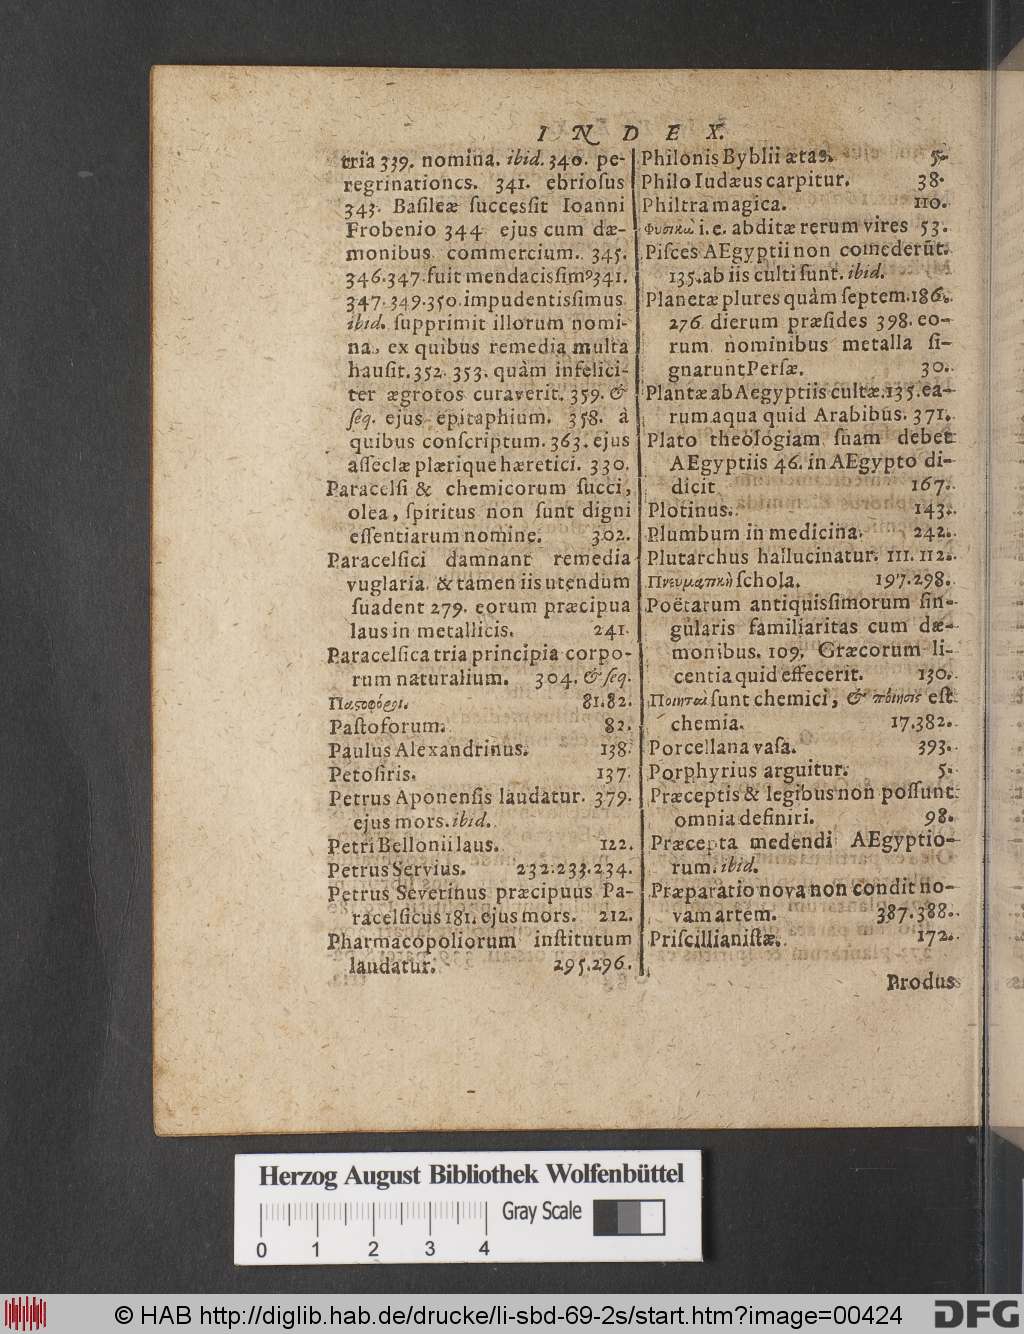 INDEX.
tria 339. nomina. ibid. 340. pe-
regrinationes. 341. ebrioſus
343. Baſileæ ſucceſſit Ioanni
Frobenio 344 ejus cum dæ-
monibus commercium. 345.
346.347. fuit mendacisſimꝰ 341.
347.349.350. impudentisſimus
ibid. ſupprimit illorum nomi-
na, ex quibus remedia multa
hauſit. 352. 353. quàm infelici-
ter ægrotos curaverit. 359. &
ſeq. ejus epitaphium. 358. à
quibus conſcriptum. 363. ejus
aſſeclæ plærique hæretici. 330.
Paracelſi & chemicorum ſucci,
olea, ſpiritus non ſunt digni
eſſentiarum nomine. 302.
Paracelſici damnant remedia
vuglaria. & tamen iis utendum
ſuadent 279. eorum præcipua
laus in metallicis. 241.
Paracelſica tria principia corpo-
rum naturalium. 304. & ſeq.
Παςοφόροι. 81.82.
Paſtoforum. 82.
Paulus Alexandrinus. 138.
Petoſiris. 137.
Petrus Aponenſis laudatur. 379.
ejus mors. ibid.
Petri Bellonii laus. 122.
Petrus Servius. 232.233.234.
Petrus Severinus præcipuus Pa-
racelſicus 181. ejus mors. 212.
Pharmacopoliorum inſtitutum
laudatur. 295.296.
Philonis Byblii ætas. 5.
Philo Iudæus carpitur. 38.
Philtra magica. 110.
Φυσικὰ i.e. abditæ rerum vires 53.
Piſces AEgyptii non comederūt.
135. ab iis culti ſunt. ibid.
Planetæ plures quàm ſeptem. 186.
276 dierum præſides 398. eo-
rum nominibus metalla ſi-
gnarunt Perſæ. 30.
Plantæ ab Aegyptiis cultæ. 135. ea-
rum aqua quid Arabibus. 371.
Plato theologiam ſuam debet
AEgyptiis 46. in AEgypto di-
dicit 167.
Plotinus. 143.
Plumbum in medicina. 242.
Plutarchus hallucinatur. 111. 112.
Πνευματικὴ ſchola. 197.298.
Poëtarum antiquisſimorum ſin-
gularis familiaritas cum dæ-
monibus. 109. Græcorum li-
centia quid effecerit. 130.
Ποιηταὶ ſunt chemici, & ποίησις eſt
chemia. 17.382.
Porcellana vaſa. 393.
Porphyrius arguitur. 5.
Præceptis & legibus non poſſunt
omnia definiri. 98.
Præcepta medendi AEgyptio-
rum. ibid.
Præparatio nova non condit no-
vam artem. 387.388.
Priſcillianiſtæ. 172.
Produs
Herzog August Bibliothek Wolfenbüttel
Gray Scale
0 1 2 3 4
© HAB http://diglib.hab.de/drucke/li-sbd-69-2s/start.htm?image=00424
DFG